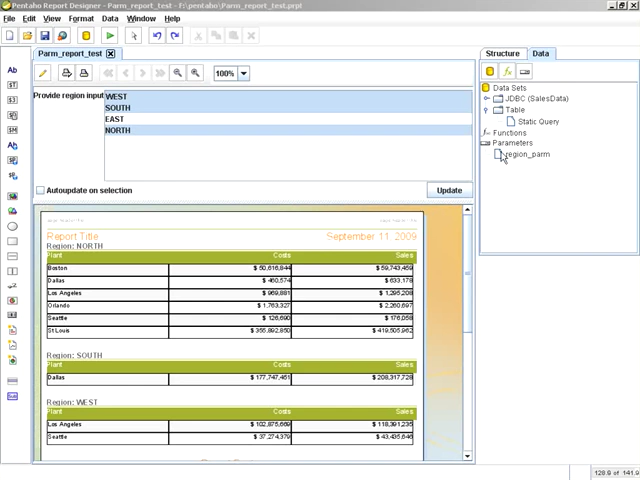 Pentaho Report Designer - Parm_report_test - F:\pentaho\Parm_report_test.prpt
File Edit View Format Data Window Help
Parm_report_test
100%
Provide region input
WEST
SOUTH
EAST
NORTH
Autoupdate on selection
Update
Report Title September 11 2009
Region: NORTH
Plant Costs Sales
Boston $ 50,616,844 $ 59,743,459
Dallas $ 460,574 $ 633,178
Los Angeles $ 969,881 $ 1,295,208
Orlando $ 1,763,327 $ 2,260,697
Seattle $ 126,690 $ 176,058
St Louis $ 355,892,850 $ 419,505,962
Region: SOUTH
Plant Costs Sales
Dallas $ 177,747,451 $ 208,317,728
Region: WEST
Plant Costs Sales
Los Angeles $ 102,875,669 $ 118,391,235
Seattle $ 37,274,379 $ 43,435,646
Structure Data
Data Sets
JDBC (SalesData)
Table
Static Query
Functions
Parameters
region_parm
128.9 of 141.9